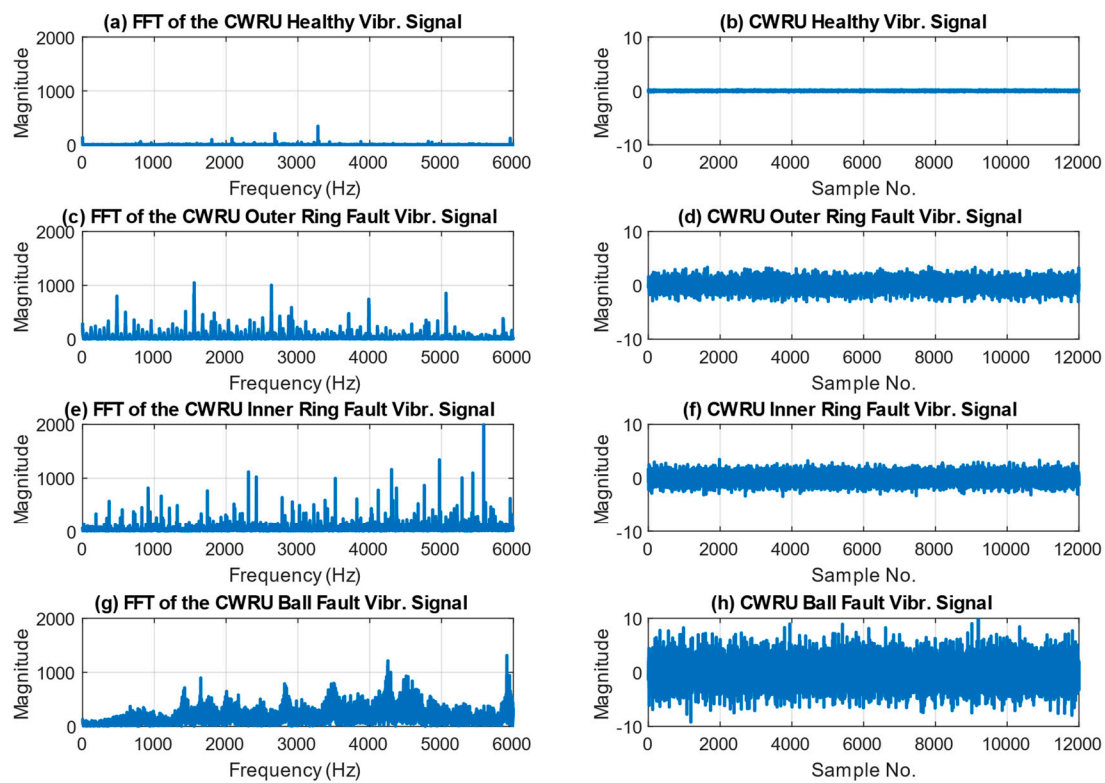 (a) FFT of the CWRU Healthy Vibr. Signal
2000
1000
0
Magnitude
0 1000 2000 3000 4000 5000 6000
Frequency (Hz)
(b) CWRU Healthy Vibr. Signal
10
0
-10
Magnitude
0 2000 4000 6000 8000 10000 12000
Sample No.
(c) FFT of the CWRU Outer Ring Fault Vibr. Signal
2000
1000
0
Magnitude
0 1000 2000 3000 4000 5000 6000
Frequency (Hz)
(d) CWRU Outer Ring Fault Vibr. Signal
10
0
-10
Magnitude
0 2000 4000 6000 8000 10000 12000
Sample No.
(e) FFT of the CWRU Inner Ring Fault Vibr. Signal
2000
1000
0
Magnitude
0 1000 2000 3000 4000 5000 6000
Frequency (Hz)
(f) CWRU Inner Ring Fault Vibr. Signal
10
0
-10
Magnitude
0 2000 4000 6000 8000 10000 12000
Sample No.
(g) FFT of the CWRU Ball Fault Vibr. Signal
2000
1000
0
Magnitude
0 1000 2000 3000 4000 5000 6000
Frequency (Hz)
(h) CWRU Ball Fault Vibr. Signal
10
0
-10
Magnitude
0 2000 4000 6000 8000 10000 12000
Sample No.